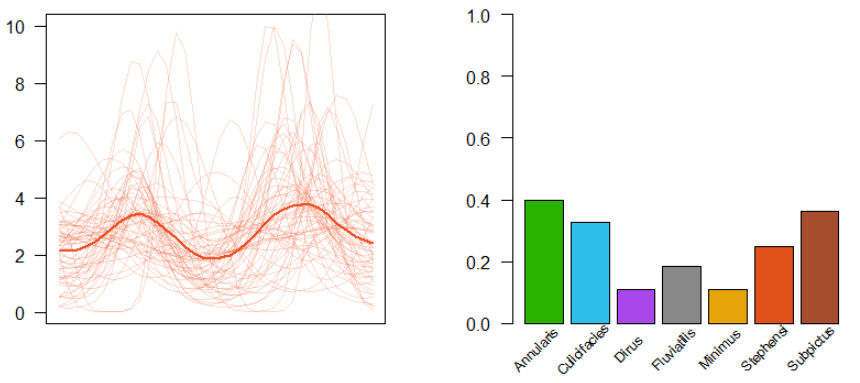 10
8
6
4
2
0
1.0
0.8
0.6
0.4
0.2
0.0
Annularis
Culicifacies
Dirus
Fluviatilis
Minimus
Stephensi
Subpictus